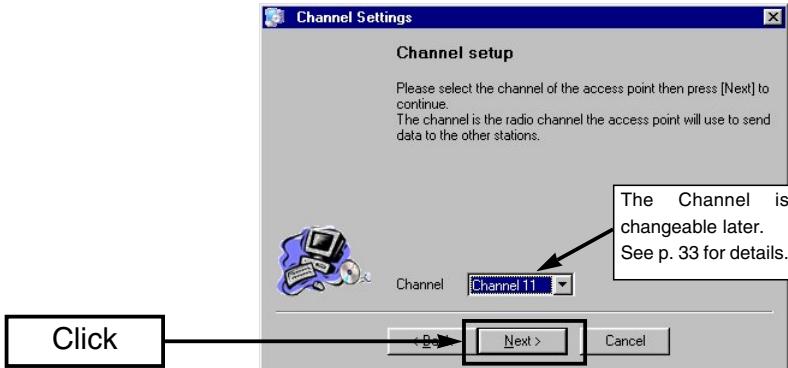 Channel Settings
Channel setup
Please select the channel of the access point then press [Next] to
continue.
The channel is the radio channel the access point will use to send
data to the other stations.
The Channel is
changeable later.
See p. 33 for details.
Channel Channel 11
Click
Next > Cancel